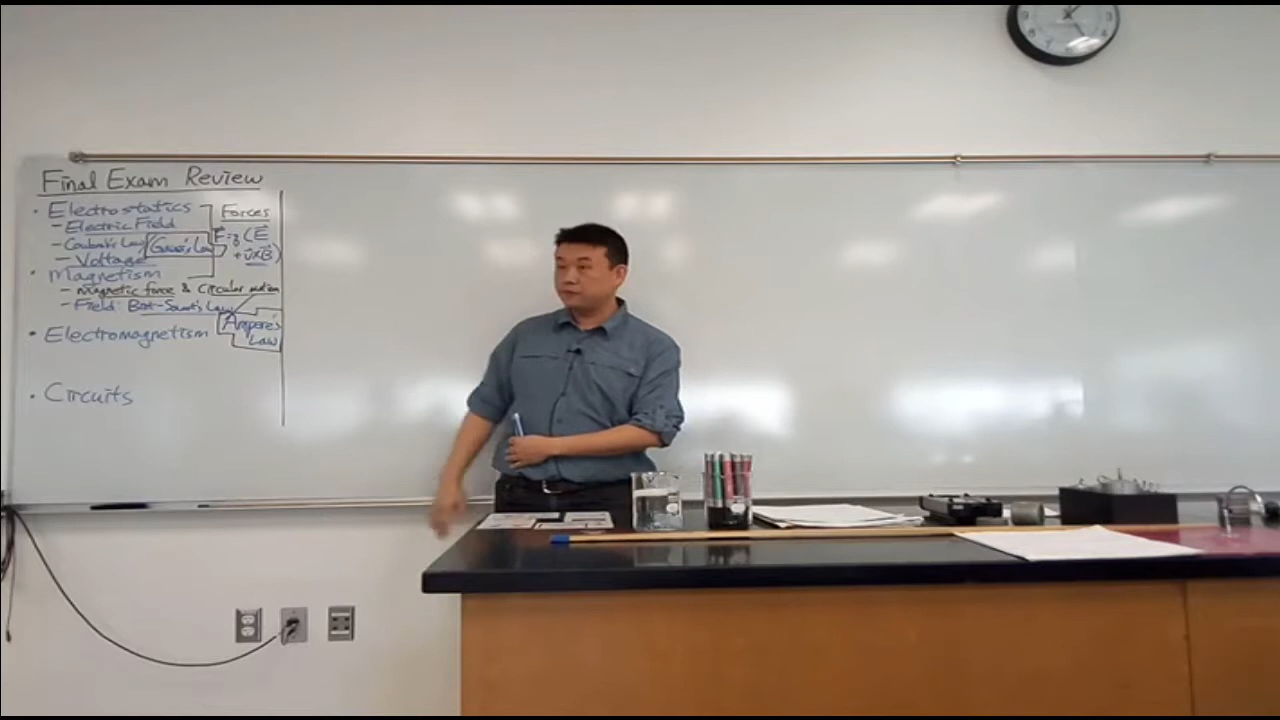 Final Exam Review
· Electrostatics
- Electric Field
- Coulomb's Law
Gauss's Law
- Voltage
Forces
F = q(E
+ v×B)
· Magnetism
- Magnetic force & Circular motion
- Field: Biot-Savart's Law
Ampere's
Law
· Electromagnetism
· Circuits